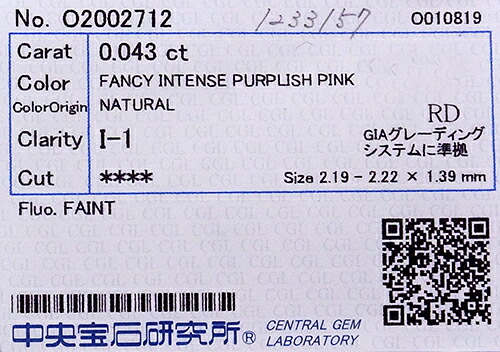 No. O2002712 1233157 O010819
Carat 0.043 ct
Color FANCY INTENSE PURPLISH PINK
ColorOrigin NATURAL
RD
Clarity I-1 GIAグレーディング
システムに準拠
Cut **** Size 2.19 - 2.22 × 1.39 mm
Fluo. FAINT
中央宝石研究所® CENTRAL GEM
LABORATORY